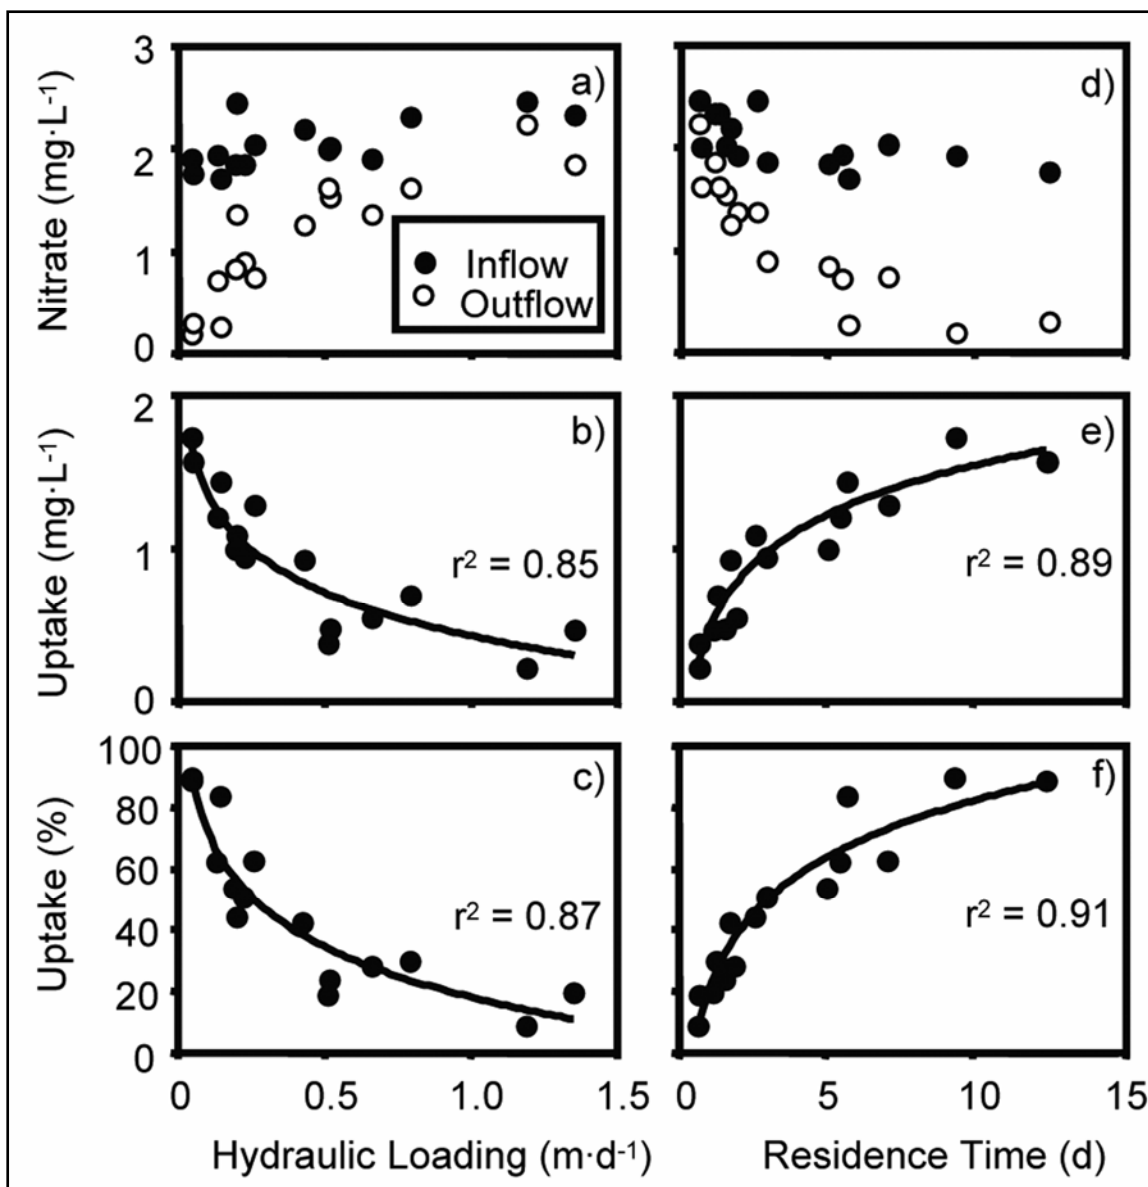 Nitrate (mg·L-1)
3
2
1
0
a)
Inflow
Outflow
d)
Uptake (mg·L-1)
2
1
0
b)
r2 = 0.85
e)
r2 = 0.89
Uptake (%)
100
80
60
40
20
0
c)
r2 = 0.87
f)
r2 = 0.91
0 0.5 1.0 1.5
0 5 10 15
Hydraulic Loading (m·d-1)
Residence Time (d)